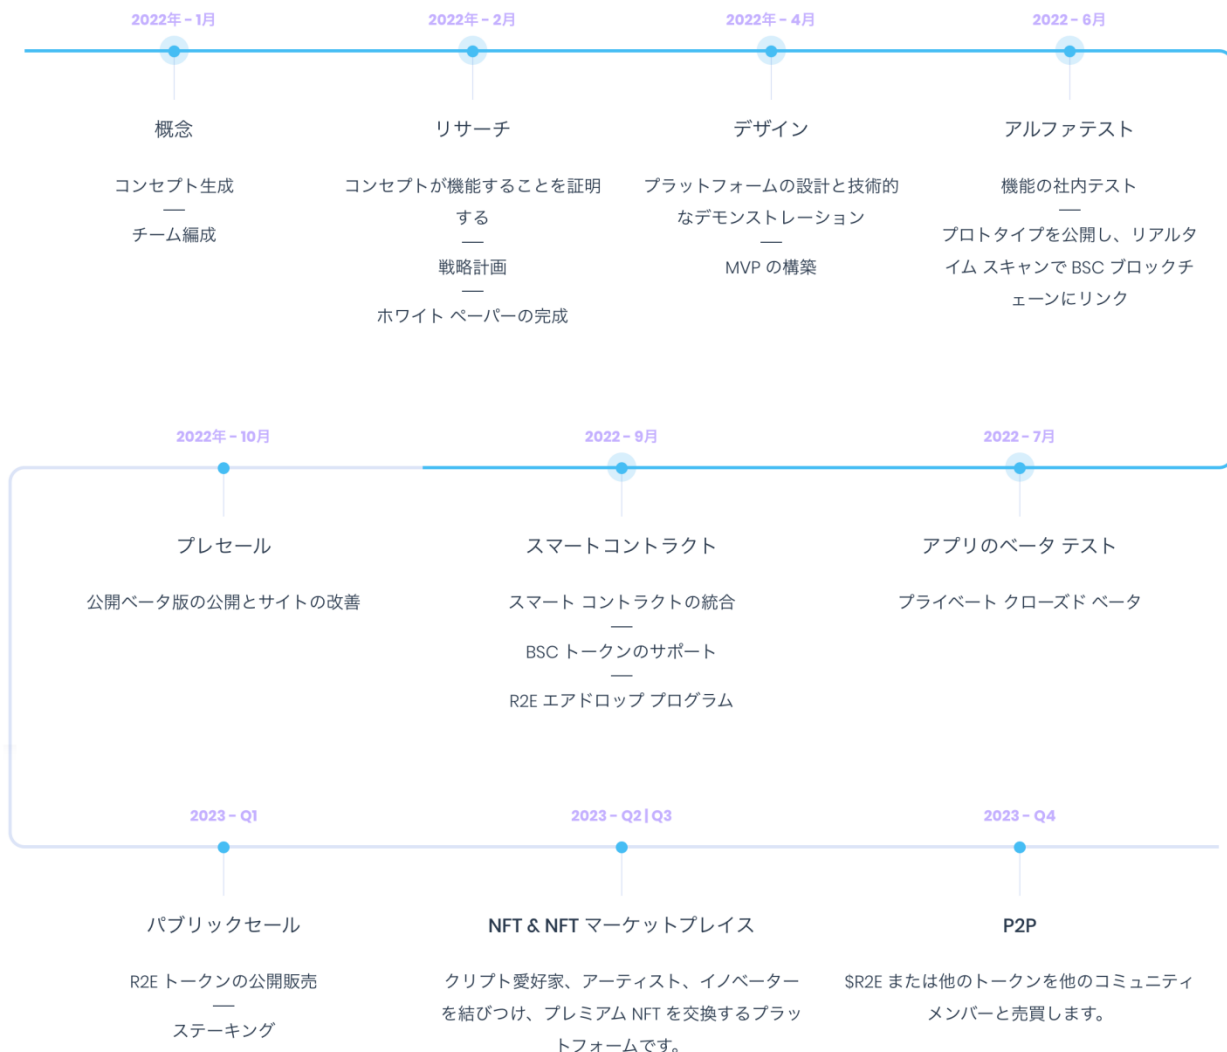 2022年 - 1月
概念
コンセプト生成
チーム編成
2022年 - 2月
リサーチ
コンセプトが機能することを証明
する
戦略計画
ホワイト ペーパーの完成
2022年 - 4月
デザイン
プラットフォームの設計と技術的
なデモンストレーション
MVP の構築
2022 - 6月
アルファテスト
機能の社内テスト
プロトタイプを公開し、リアルタ
イム スキャンで BSC ブロックチ
ェーンにリンク
2022 - 7月
アプリのベータ テスト
プライベート クローズド ベータ
2022 - 9月
スマートコントラクト
スマート コントラクトの統合
BSC トークンのサポート
R2E エアドロップ プログラム
2022年 - 10月
プレセール
公開ベータ版の公開とサイトの改善
2023 - Q1
パブリックセール
R2E トークンの公開販売
ステーキング
2023 - Q2 | Q3
NFT & NFT マーケットプレイス
クリプト愛好家、アーティスト、イノベーター
を結びつけ、プレミアム NFT を交換するプラッ
トフォームです。
2023 - Q4
P2P
$R2E または他のトークンを他のコミュニティ
メンバーと売買します。